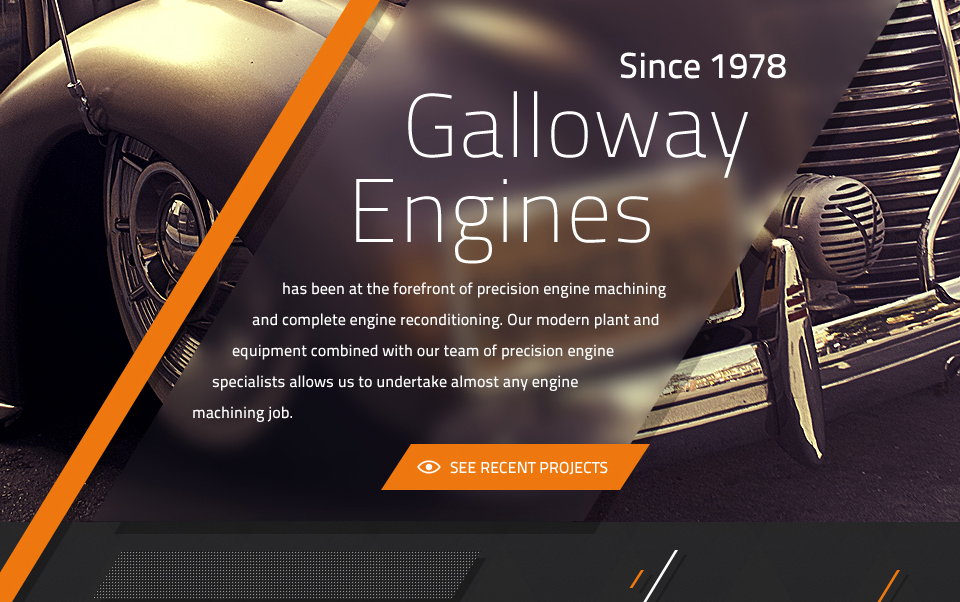 Since 1978
Galloway
Engines
has been at the forefront of precision engine machining
and complete engine reconditioning. Our modern plant and
equipment combined with our team of precision engine
specialists allows us to undertake almost any engine
machining job.
SEE RECENT PROJECTS